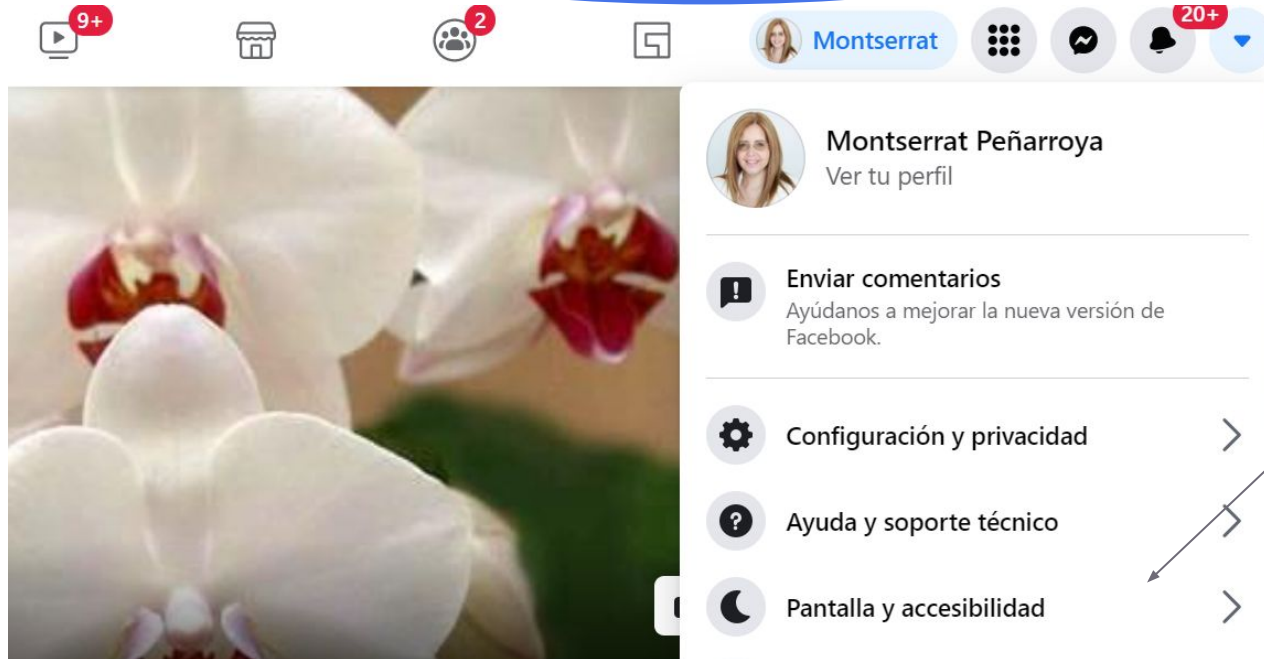 9+
2
Montserrat
20+
Montserrat Peñarroya
Ver tu perfil
Enviar comentarios
Ayúdanos a mejorar la nueva versión de
Facebook.
Configuración y privacidad
Ayuda y soporte técnico
Pantalla y accesibilidad